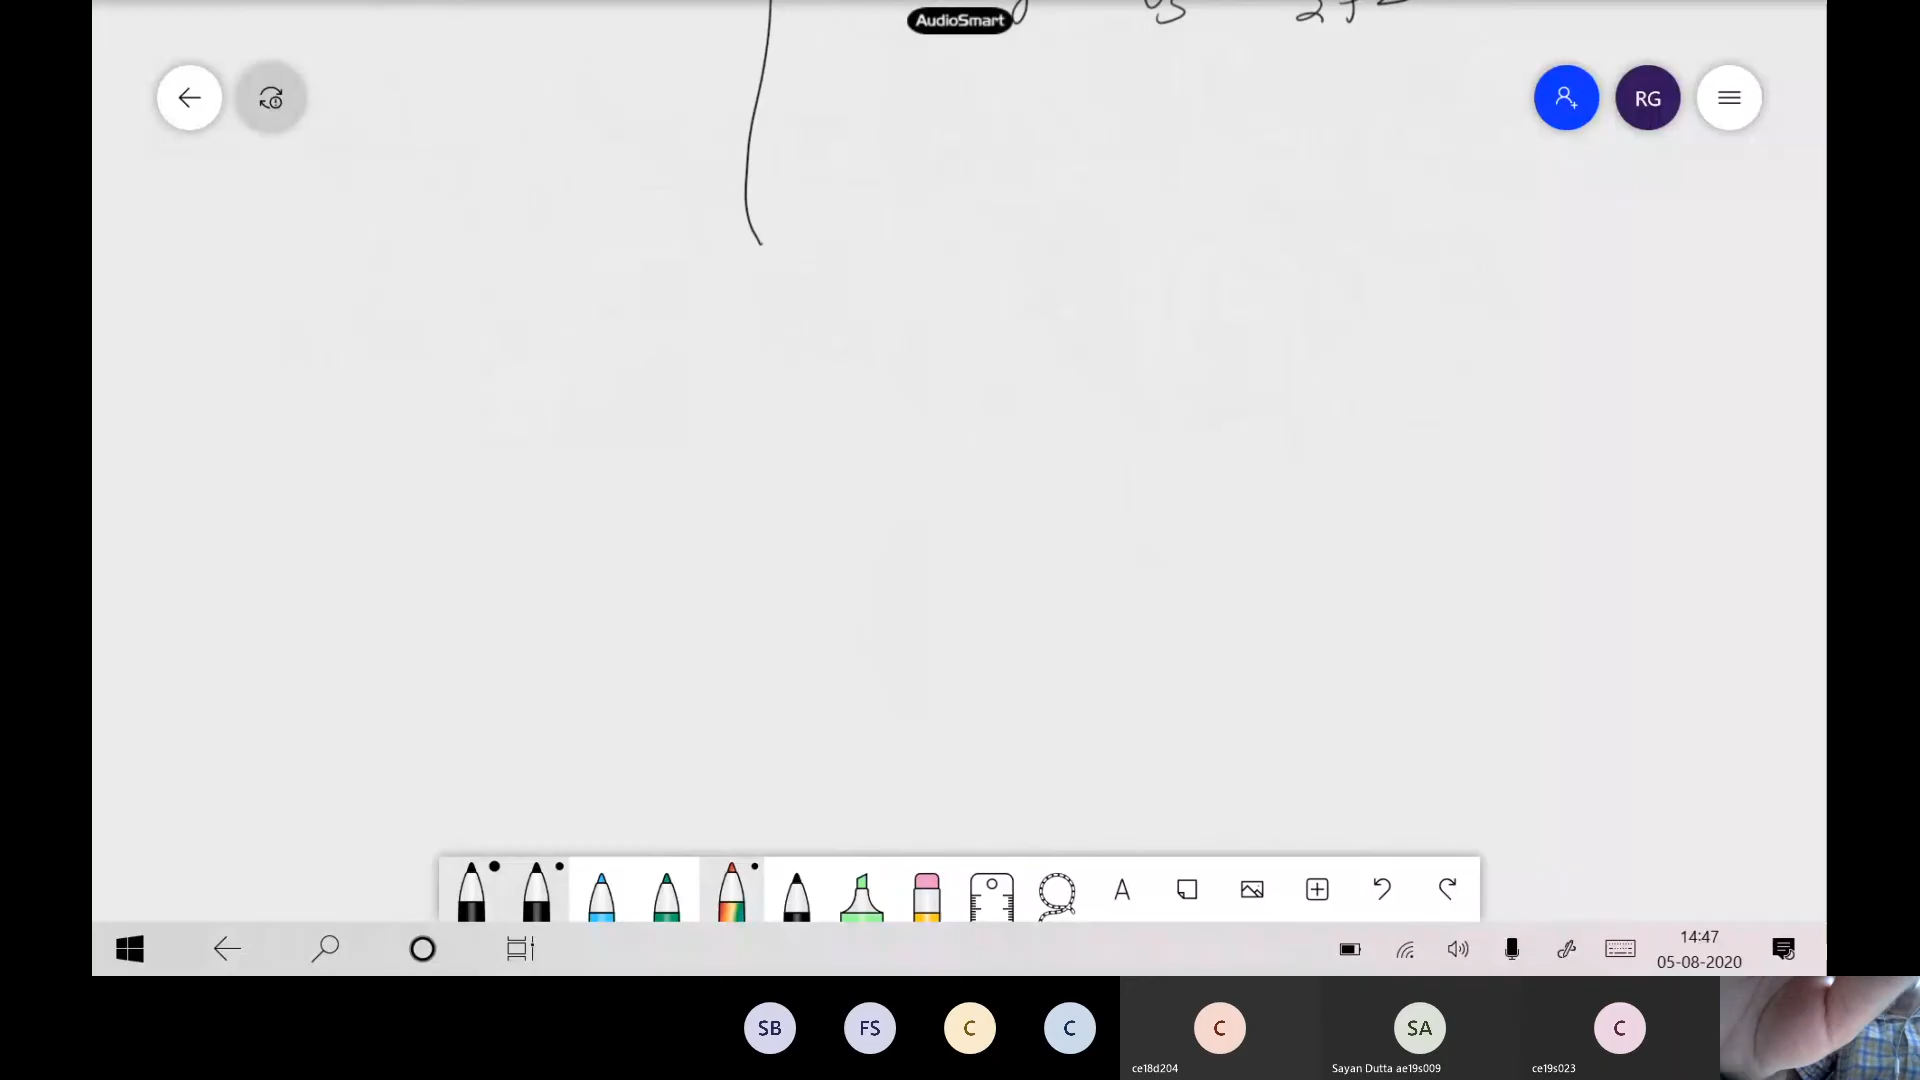 AudioSmart
RG
A
14:47
05-08-2020
SB
FS
C
C
C
SA
C
ce18d204
Sayan Dutta ae19s009
ce19s023